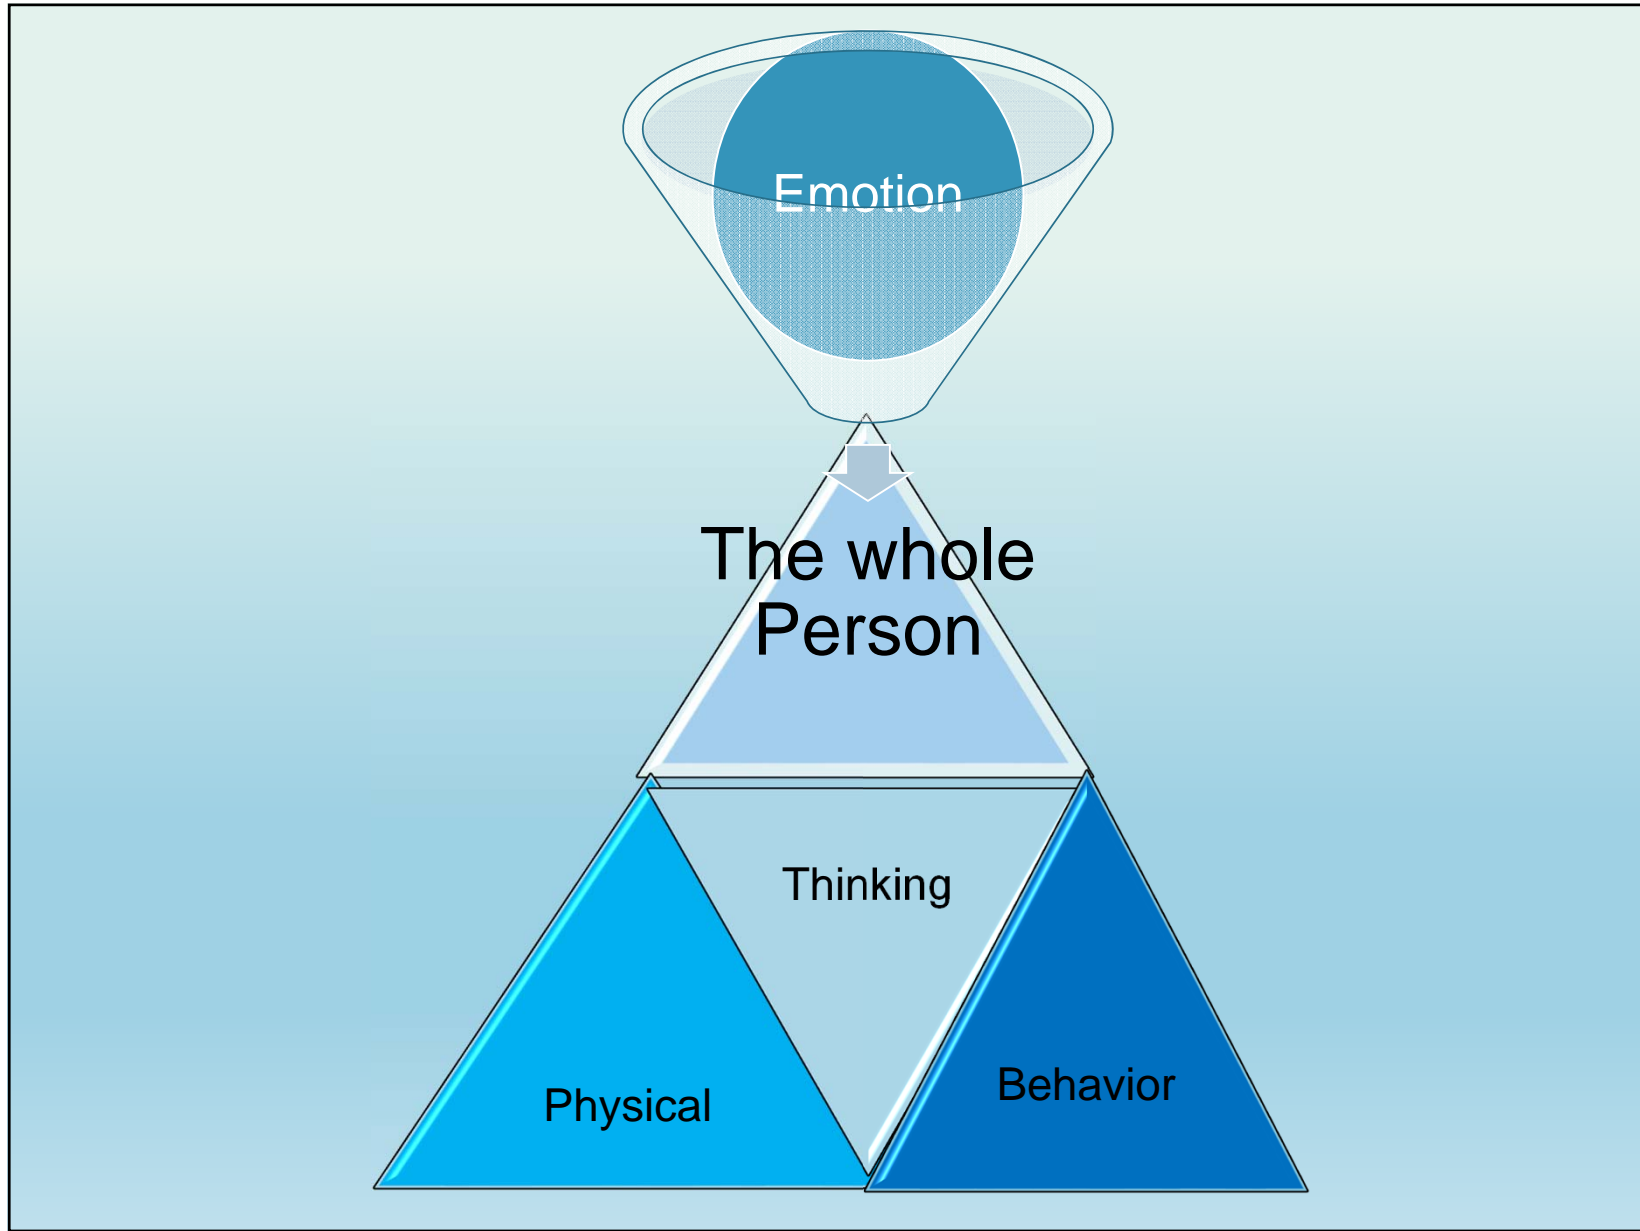 Emotion
The whole
Person
Thinking
Physical
Behavior